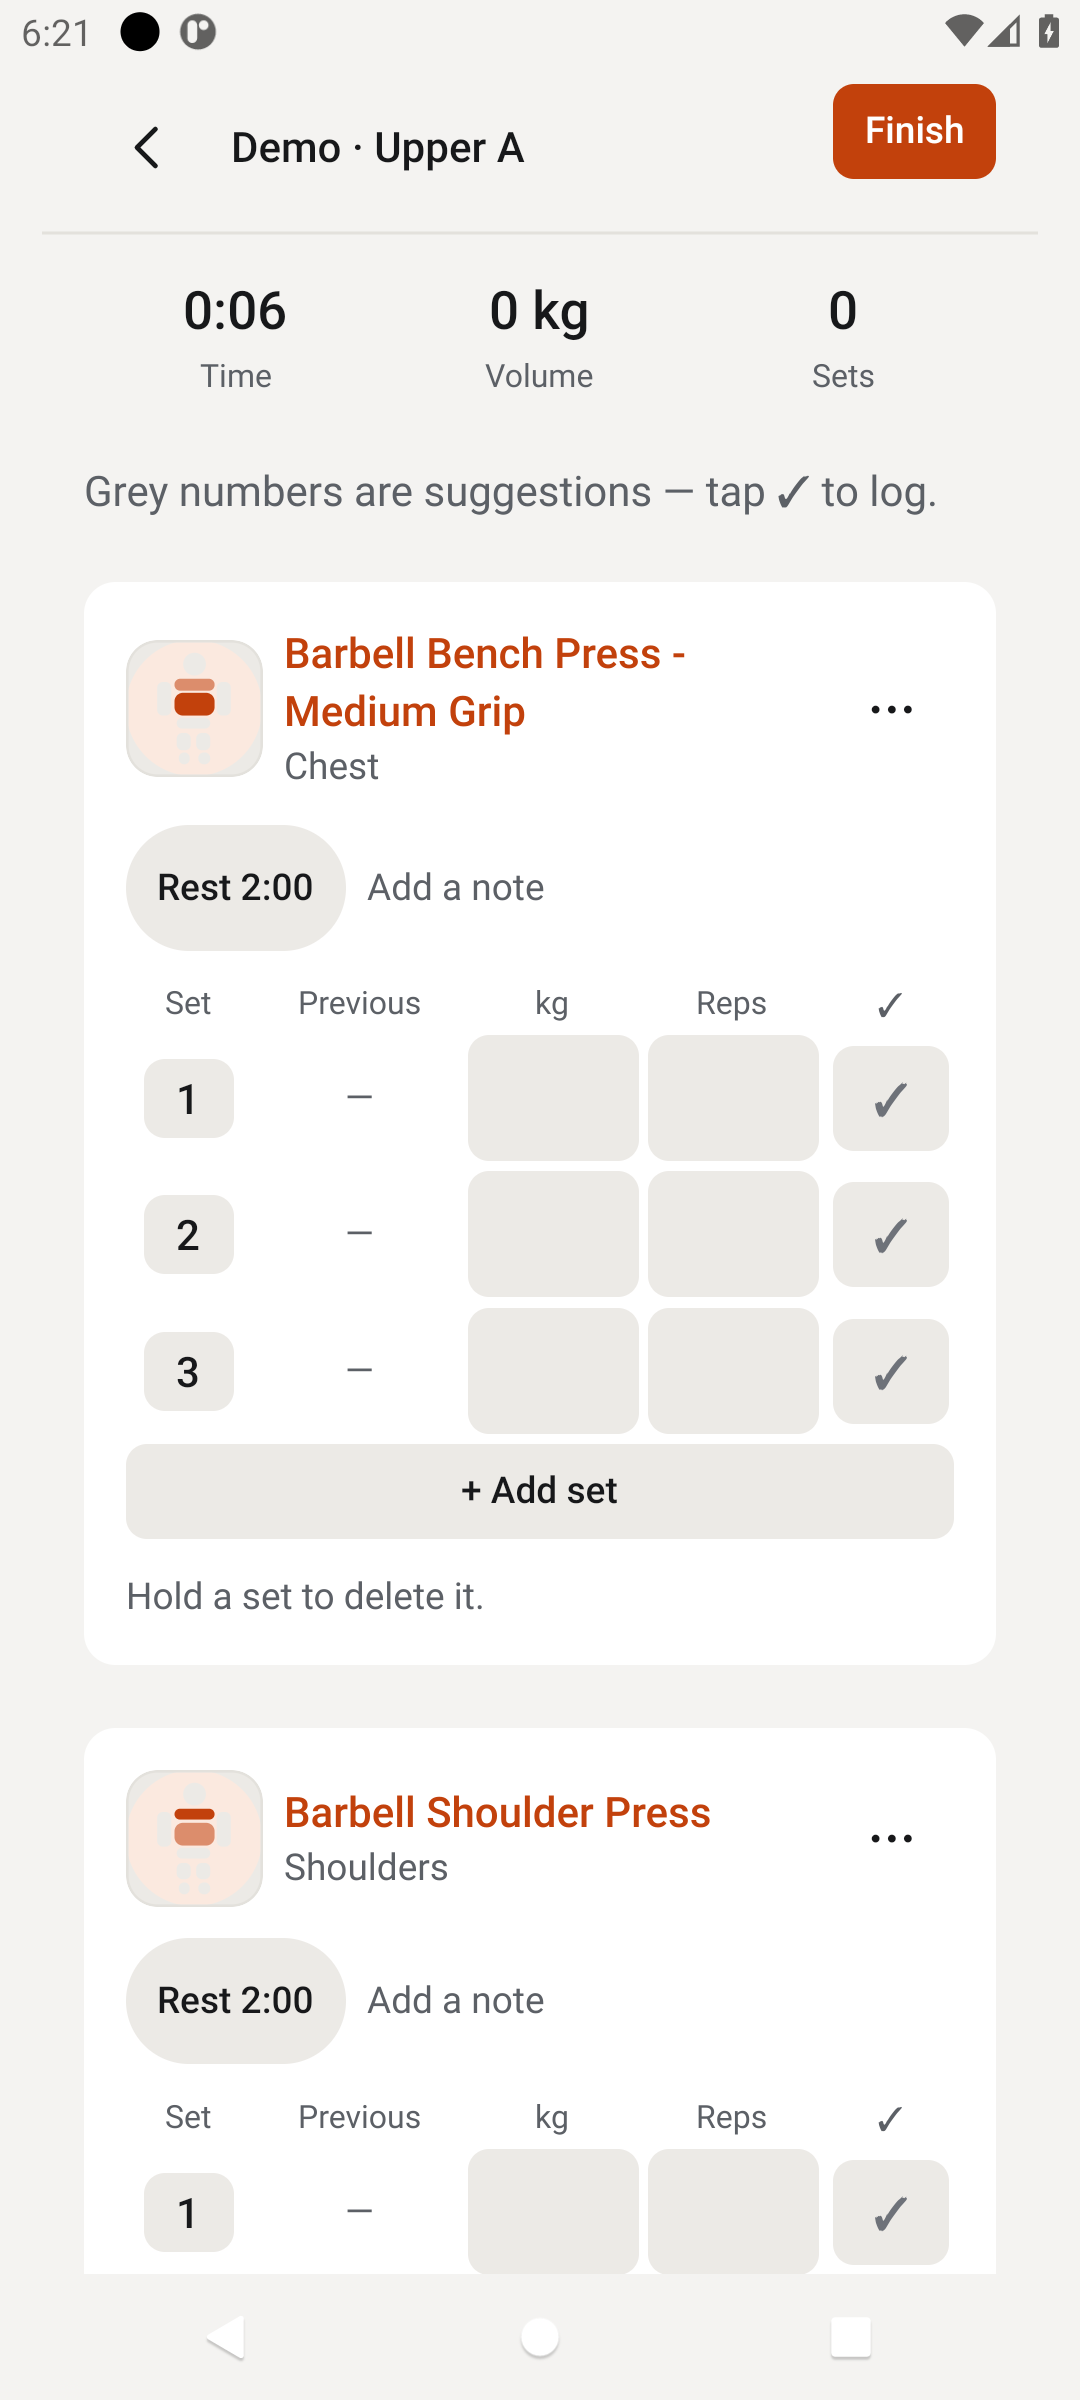 6:21
Demo · Upper A
Finish
0:06
0 kg
0
Time
Volume
Sets
Grey numbers are suggestions — tap ✓ to log.
Barbell Bench Press -
Medium Grip
Chest
Rest 2:00
Add a note
Set Previous kg Reps ✓
1 — ✓
2 — ✓
3 — ✓
+ Add set
Hold a set to delete it.
Barbell Shoulder Press
Shoulders
Rest 2:00
Add a note
Set Previous kg Reps ✓
1 — ✓